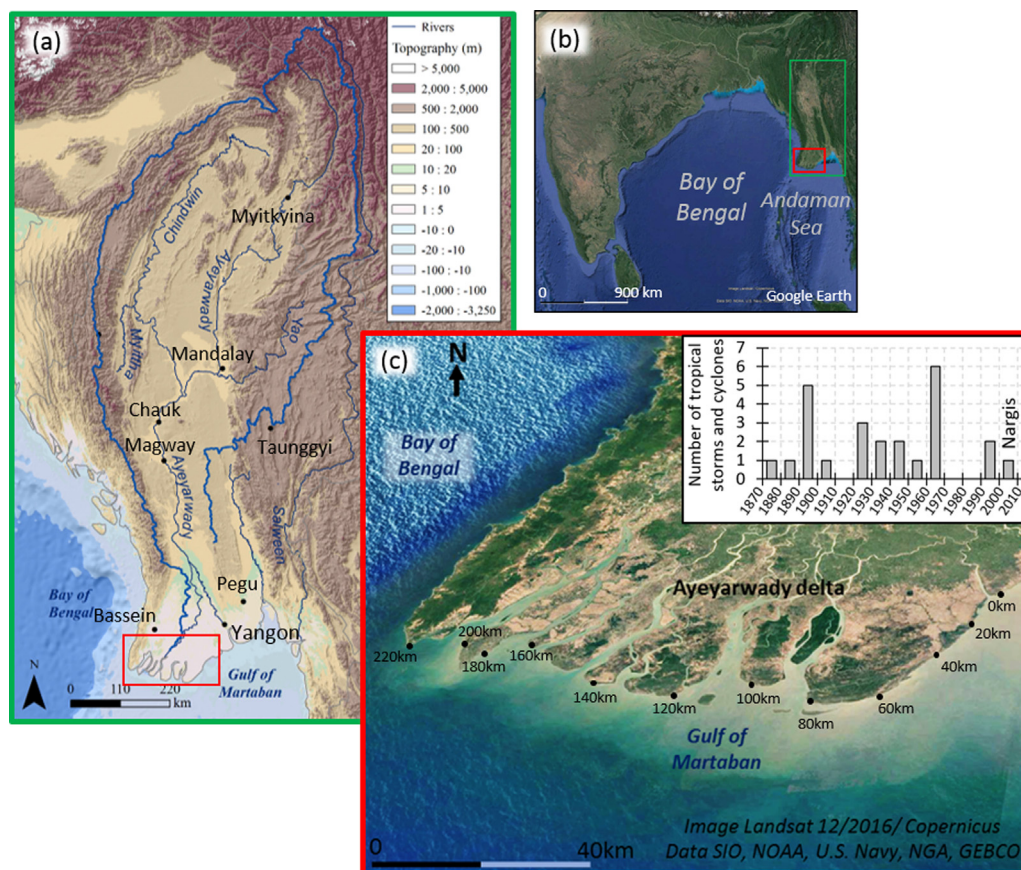 (a)
Rivers
Topography (m)
> 5,000
2,000 : 5,000
500 : 2,000
100 : 500
20 : 100
10 : 20
5 : 10
1 : 5
-10 : 0
-20 : -10
-100 : -10
-1,000 : -100
-2,000 : -3,250
Chindwin
Myitkyina
Ayeyarwady
Yao
Myittha
Mandalay
Chauk
Magway
Taunggyi
Ayeyarwady
Salween
Pegu
Bay of
Bengal
Bassein
Yangon
Gulf of
Martaban
N
0 110 220
km
(b)
Bay of
Bengal
Andaman
Sea
Image Landsat / Copernicus
0 900 km
Google Earth
(c)
N
Bay of
Bengal
Number of tropical
storms and cyclones
7
6
5
4
3
2
1
0
Nargis
1870
1880
1890
1900
1910
1920
1930
1940
1950
1960
1970
1980
1990
2000
2010
Ayeyarwady delta
0km
20km
40km
60km
80km
100km
120km
140km
160km
180km
200km
220km
Gulf of
Martaban
0 40km
Image Landsat 12/2016/ Copernicus
Data SIO, NOAA, U.S. Navy, NGA, GEBCO